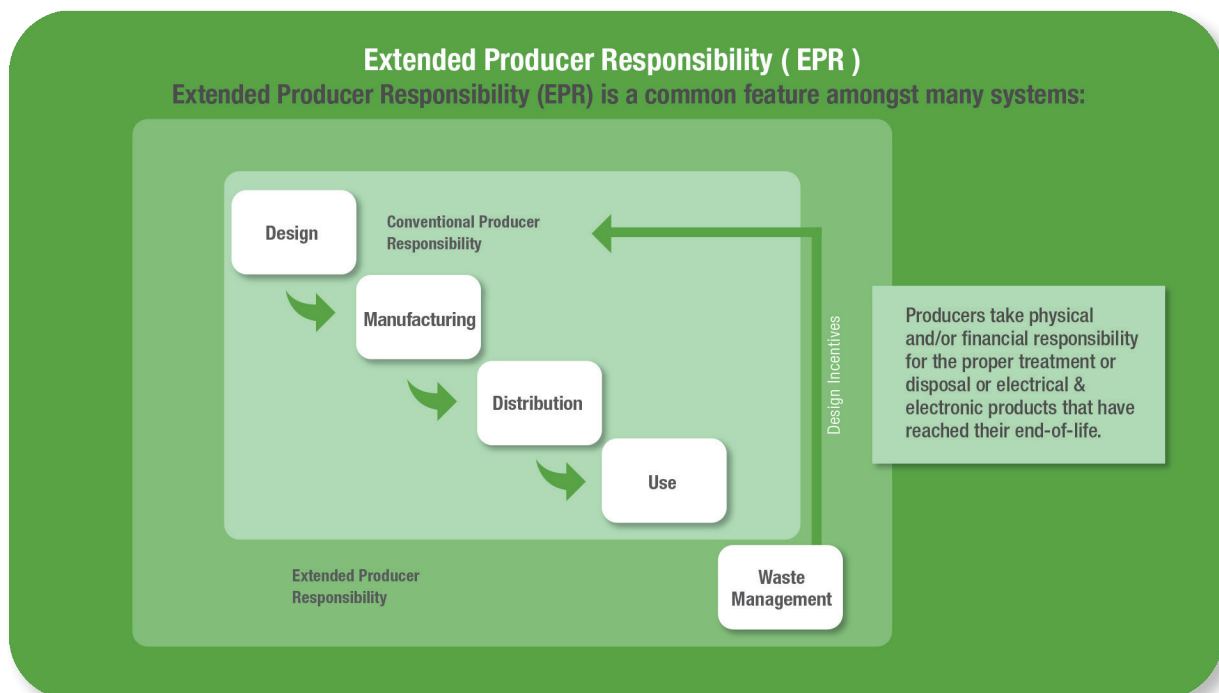 Extended Producer Responsibility ( EPR )
Extended Producer Responsibility (EPR) is a common feature amongst many systems:
Design
Conventional Producer
Responsibility
Manufacturing
Distribution
Use
Design Incentives
Producers take physical
and/or financial responsibility
for the proper treatment or
disposal or electrical &
electronic products that have
reached their end-of-life.
Extended Producer
Responsibility
Waste
Management